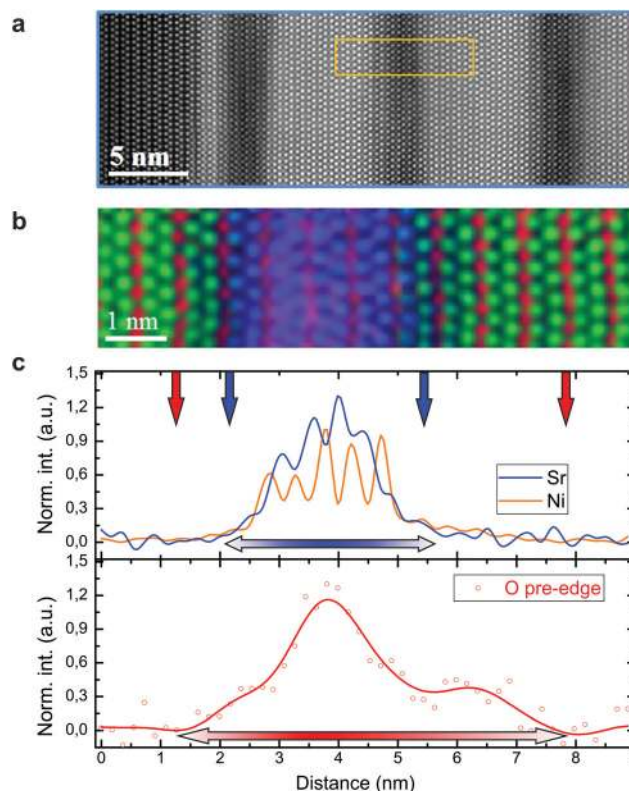 a
5 nm
b
1 nm
c
1,5
1,2
0,9
0,6
0,3
0,0
Norm. int. (a.u.)
Sr
Ni
1,5
1,2
0,9
0,6
0,3
0,0
Norm. int. (a.u.)
O pre-edge
0 1 2 3 4 5 6 7 8
Distance (nm)